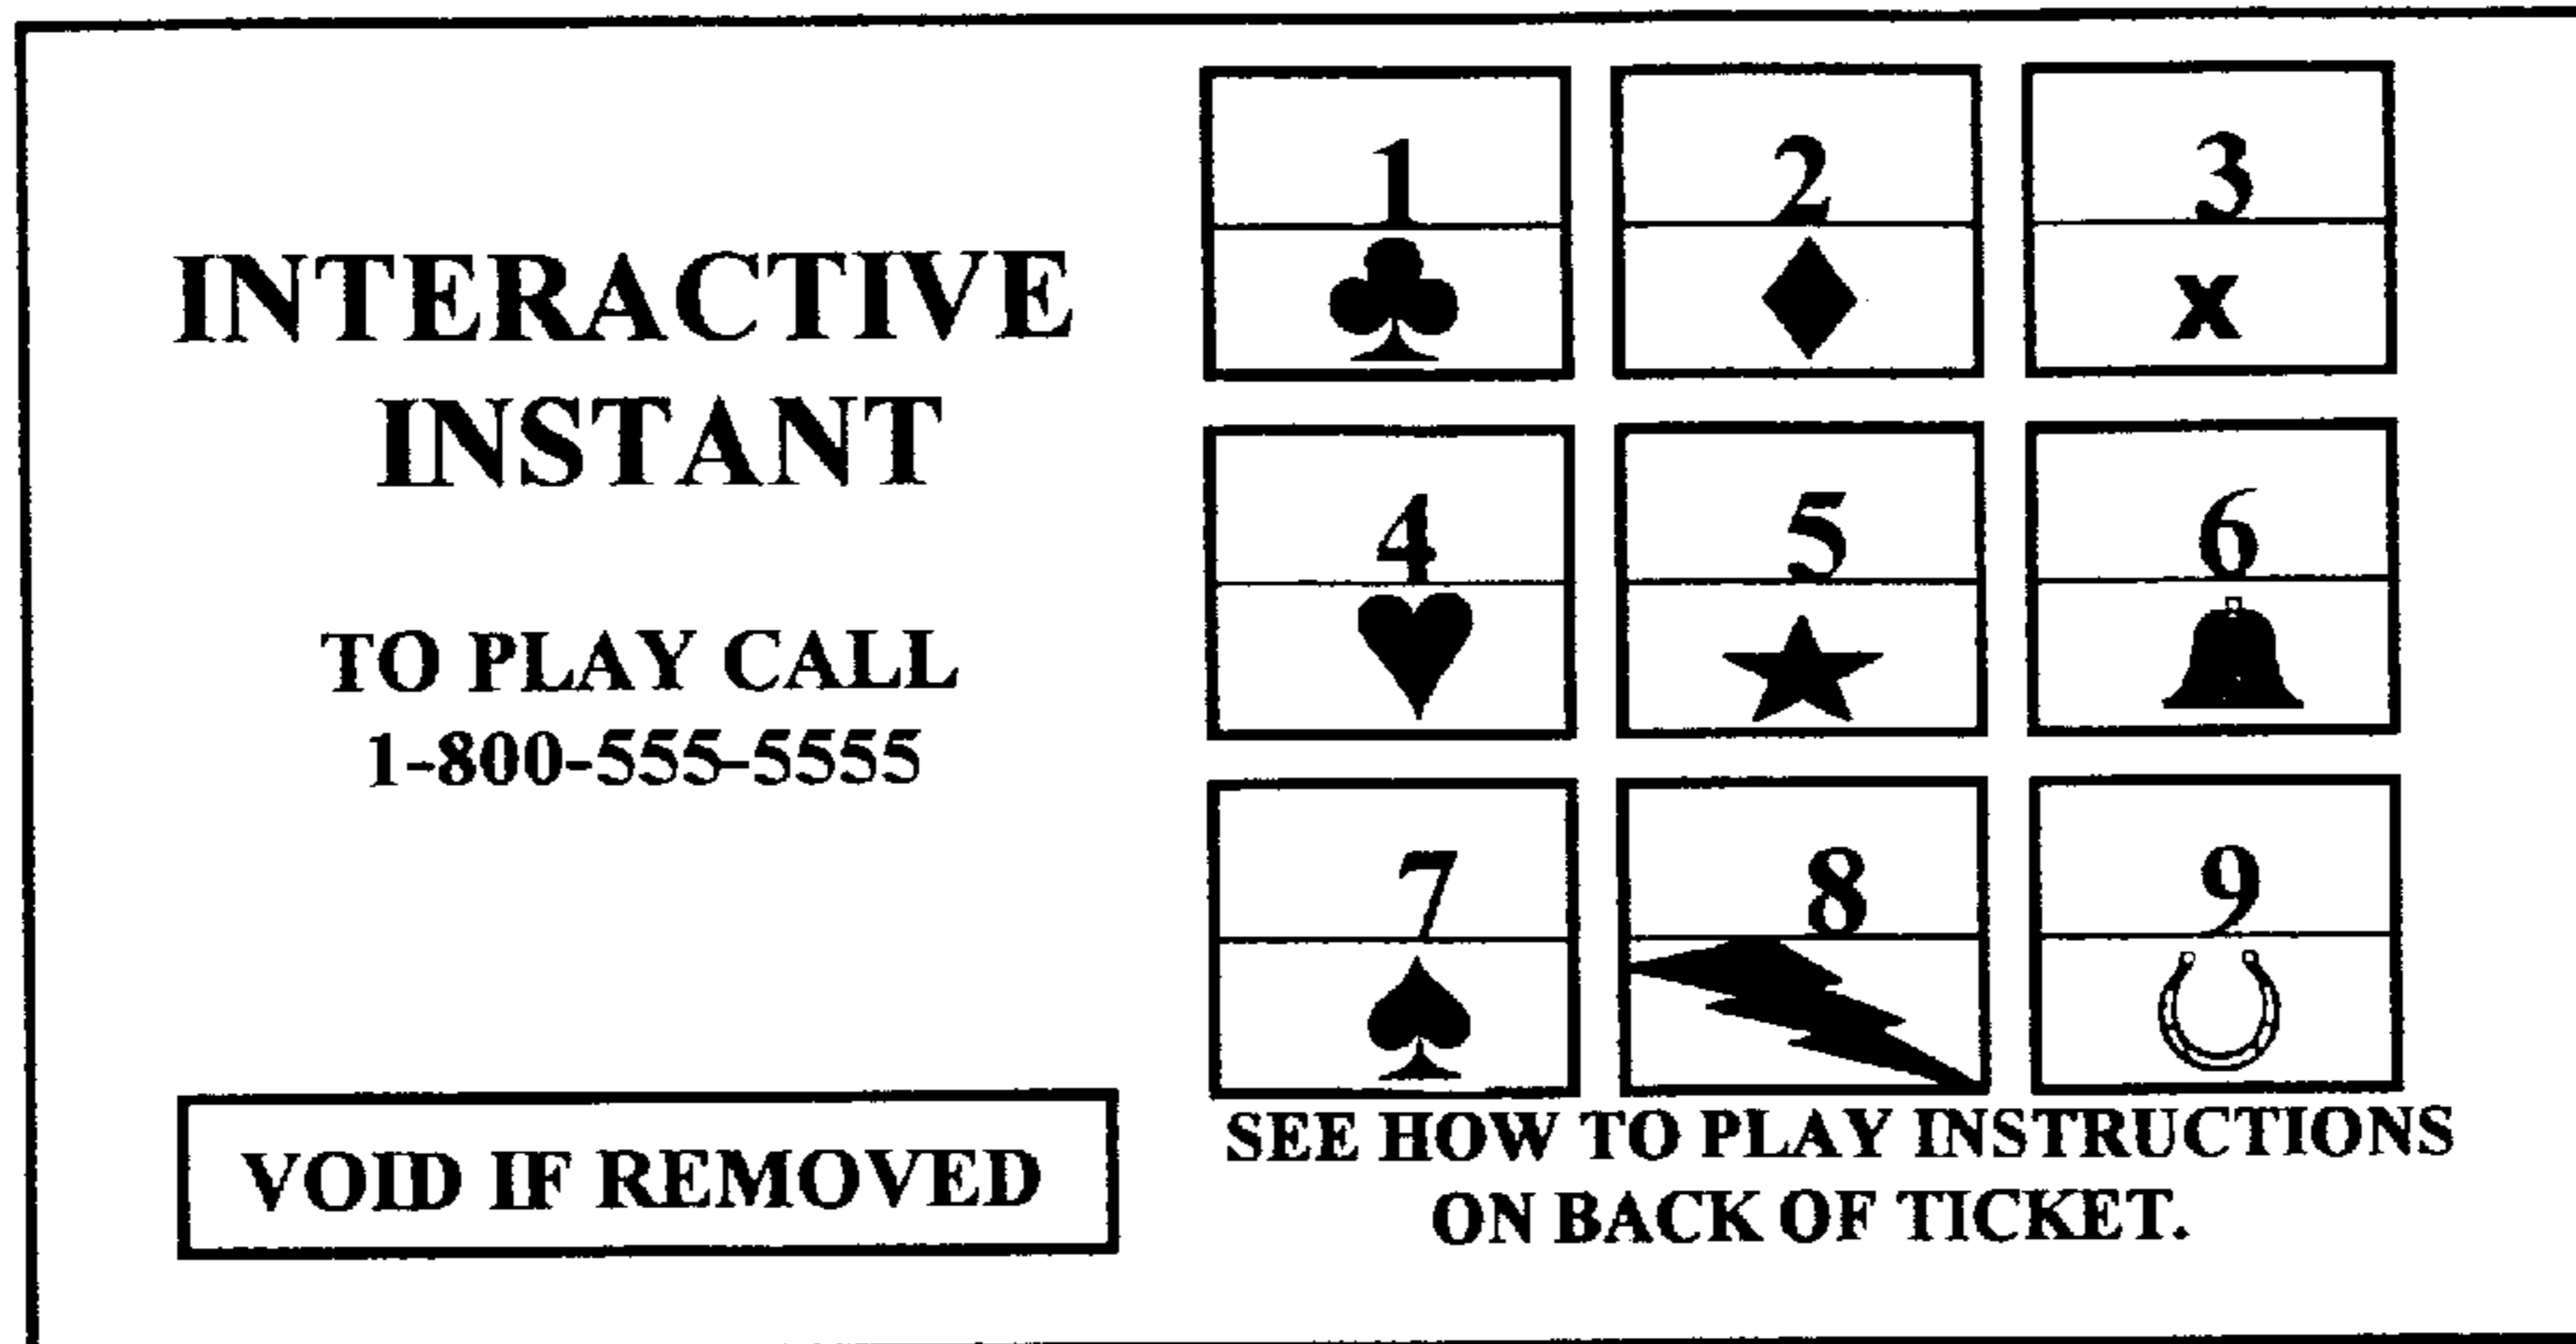 INTERACTIVE
INSTANT
TO PLAY CALL
1-800-555-5555
VOID IF REMOVED
1 2 3
x
4 5 6
7 8 9
SEE HOW TO PLAY INSTRUCTIONS
ON BACK OF TICKET.